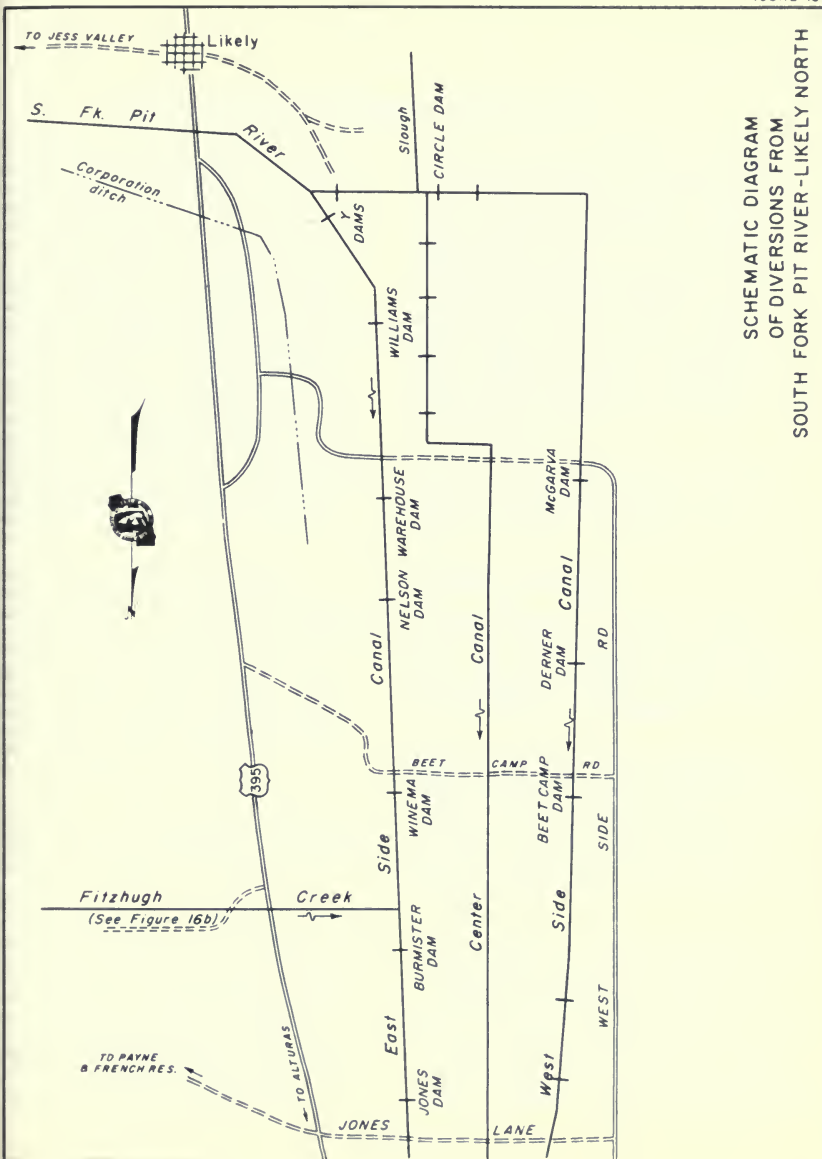 TO JESS VALLEY
Likely
S. Fk. Pit River
Corporation
ditch
Slough
CIRCLE DAM
Y
DAMS
WILLIAMS
DAM
WAREHOUSE
DAM
NELSON
DAM
McGARVA
DAM
DERNER
DAM
East Side Canal
Center Canal
West Side Canal
WEST SIDE RD
BEET CAMP RD
395
WINEMA
DAM
BEET CAMP
DAM
Fitzhugh Creek
(See Figure 16b)
BURMISTER
DAM
TO PAYNE
& FRENCH RES.
TO ALTURAS
JONES
DAM
JONES LANE
SCHEMATIC DIAGRAM
OF DIVERSIONS FROM
SOUTH FORK PIT RIVER-LIKELY NORTH